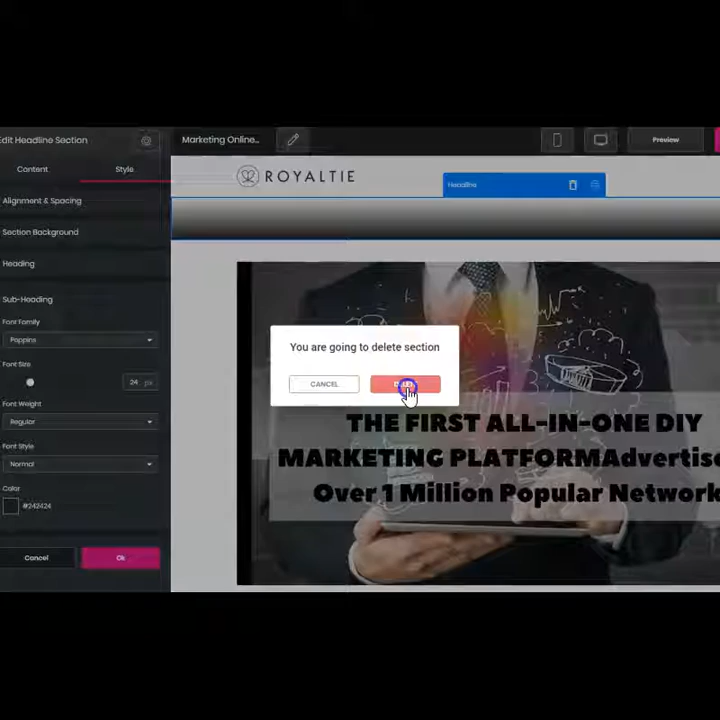 Edit Headline Section
Marketing Online...
Preview
Content
Style
ROYALTIE
Headline
Alignment & Spacing
Section Background
Heading
Sub-Heading
Font Family
Poppins
Font Size
24 px
Font Weight
Regular
Font Style
Normal
Color
#242424
Cancel
Ok
You are going to delete section
CANCEL
THE FIRST ALL-IN-ONE DIY
MARKETING PLATFORMAdvertise
Over 1 Million Popular Network